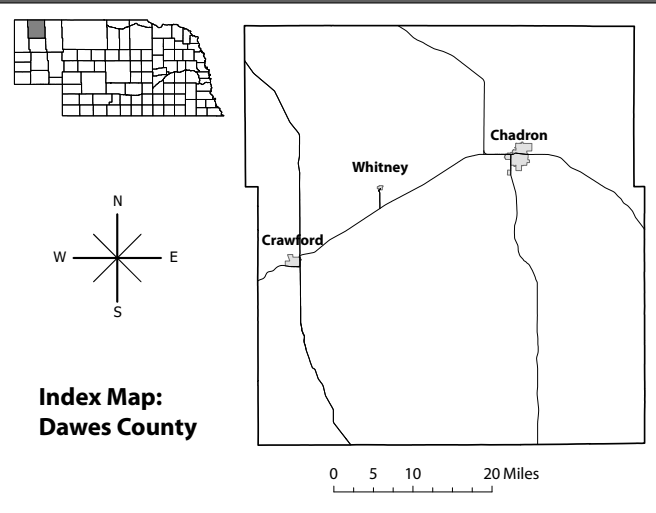 Chadron
Whitney
Crawford
N
W
E
S
Index Map:
Dawes County
0 5 10 20 Miles